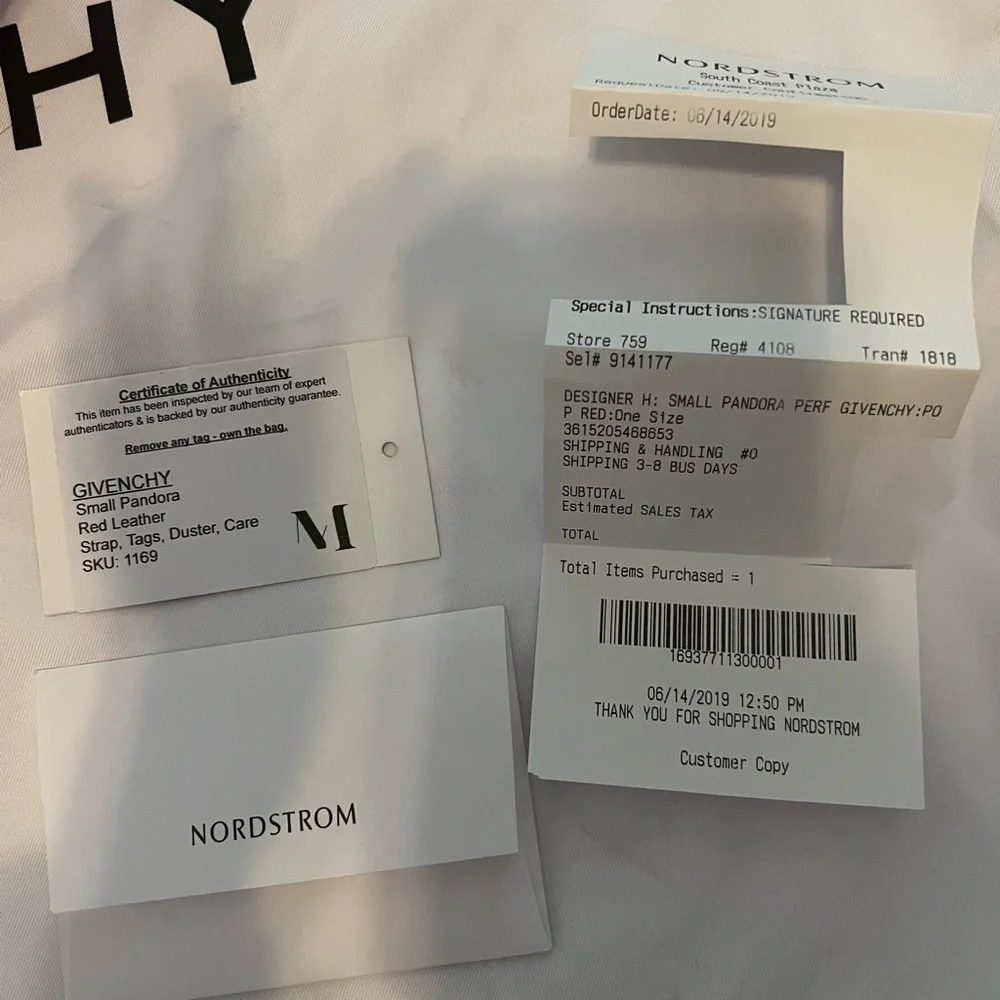 HY
NORDSTROM
South Coast Plaza
OrderDate: 06/14/2019
Special Instructions:SIGNATURE REQUIRED
Store 759 Reg# 4108 Tran# 1818
Sel# 9141177
DESIGNER H: SMALL PANDORA PERF GIVENCHY:PO
P RED:One Size
3615205468653
SHIPPING & HANDLING #0
SHIPPING 3-8 BUS DAYS
SUBTOTAL
Estimated SALES TAX
TOTAL
Total Items Purchased = 1
16937711300001
06/14/2019 12:50 PM
THANK YOU FOR SHOPPING NORDSTROM
Customer Copy
Certificate of Authenticity
This item has been inspected by our team of expert
authenticators & is backed by our authenticity guarantee.
Remove any tag - own the bag.
GIVENCHY
Small Pandora
Red Leather
Strap, Tags, Duster, Care
SKU: 1169
M
NORDSTROM